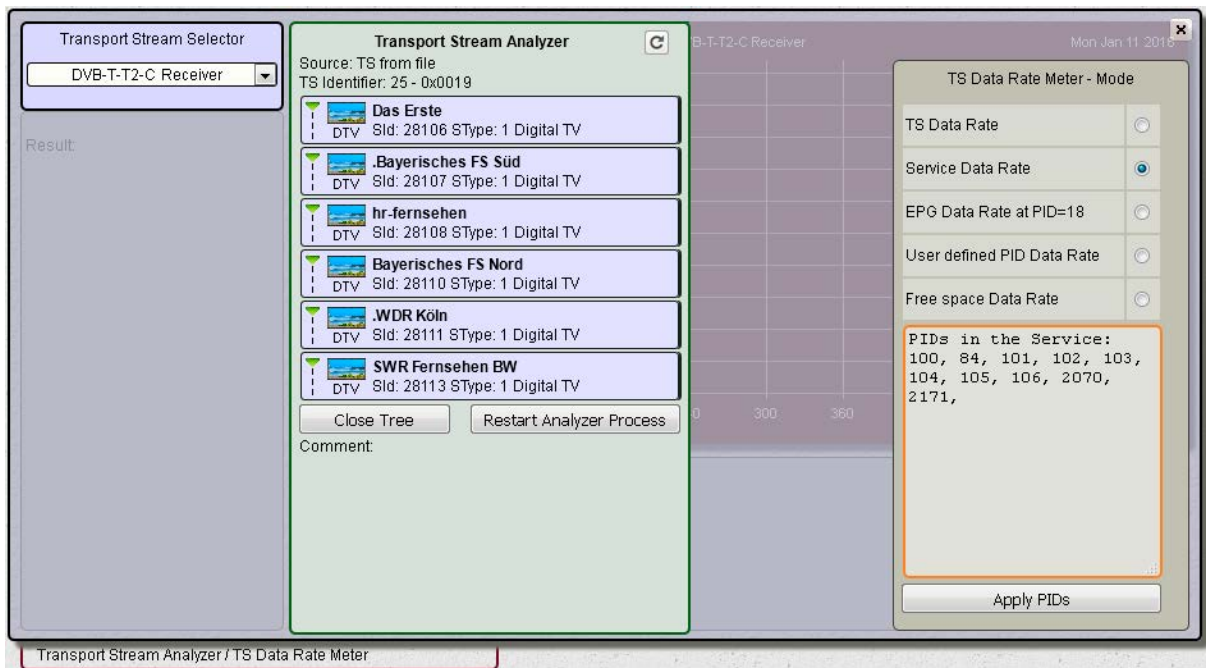 Transport Stream Selector
DVB-T-T2-C Receiver
Result:
Transport Stream Analyzer
Source: TS from file
TS Identifier: 25 - 0x0019
Das Erste
DTV SId: 28106 SType: 1 Digital TV
.Bayerisches FS Süd
DTV SId: 28107 SType: 1 Digital TV
hr-fernsehen
DTV SId: 28108 SType: 1 Digital TV
Bayerisches FS Nord
DTV SId: 28110 SType: 1 Digital TV
.WDR Köln
DTV SId: 28111 SType: 1 Digital TV
SWR Fernsehen BW
DTV SId: 28113 SType: 1 Digital TV
Close Tree
Restart Analyzer Process
Comment:
B-T-T2-C Receiver
Mon Jan 11 2016
300
360
TS Data Rate Meter - Mode
TS Data Rate
Service Data Rate
EPG Data Rate at PID=18
User defined PID Data Rate
Free space Data Rate
PIDs in the Service:
100, 84, 101, 102, 103,
104, 105, 106, 2070,
2171,
Apply PIDs
Transport Stream Analyzer / TS Data Rate Meter